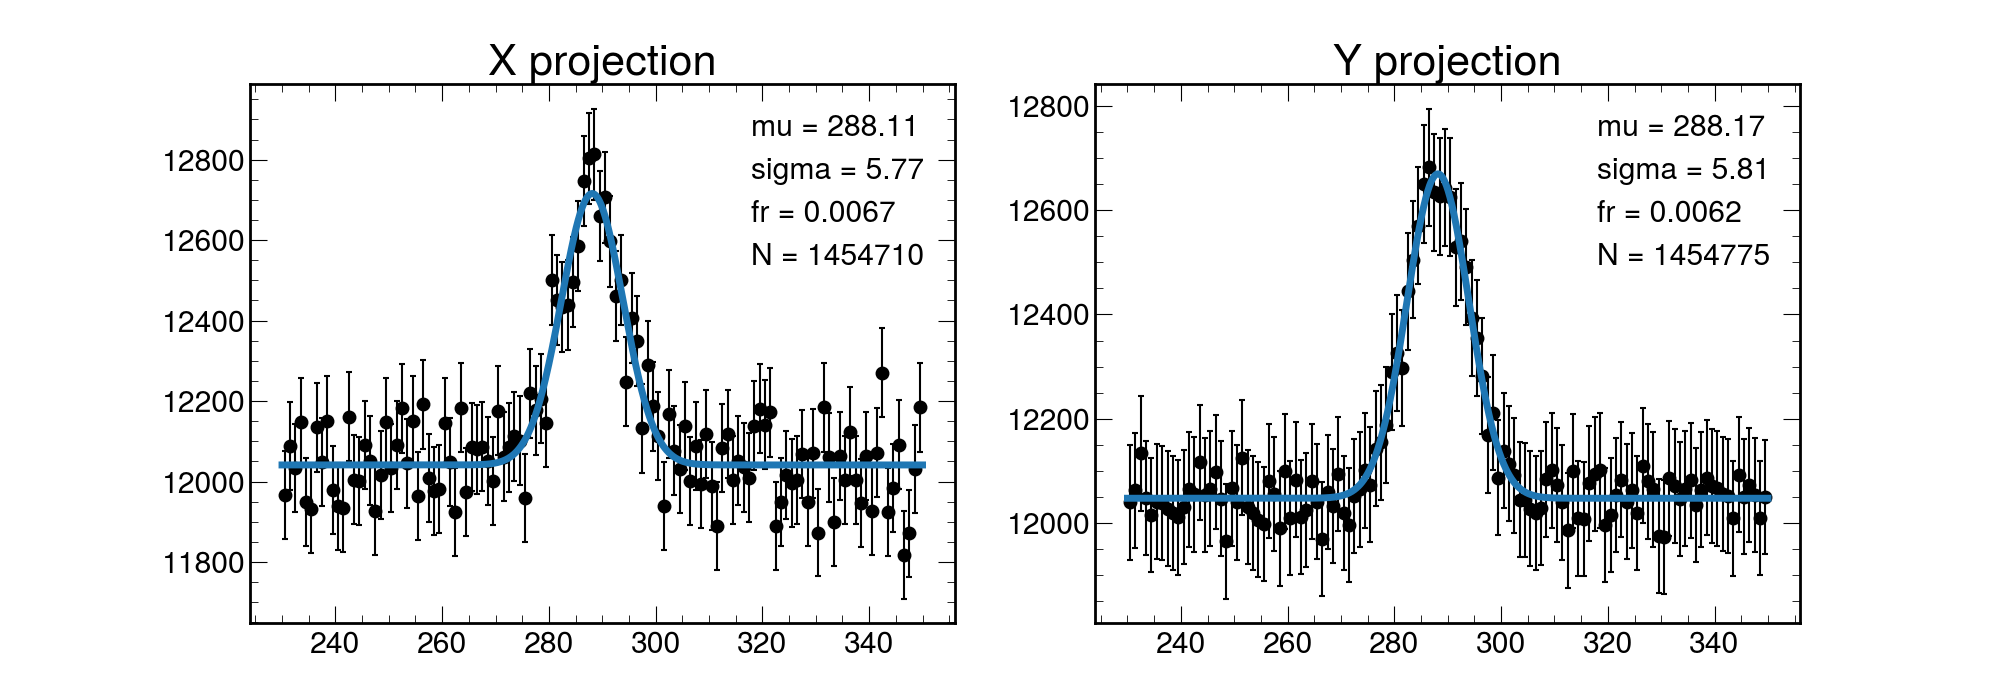 X projection
12800
12600
12400
12200
12000
11800
mu = 288.11
sigma = 5.77
fr = 0.0067
N = 1454710
240 260 280 300 320 340
Y projection
12800
12600
12400
12200
12000
mu = 288.17
sigma = 5.81
fr = 0.0062
N = 1454775
240 260 280 300 320 340